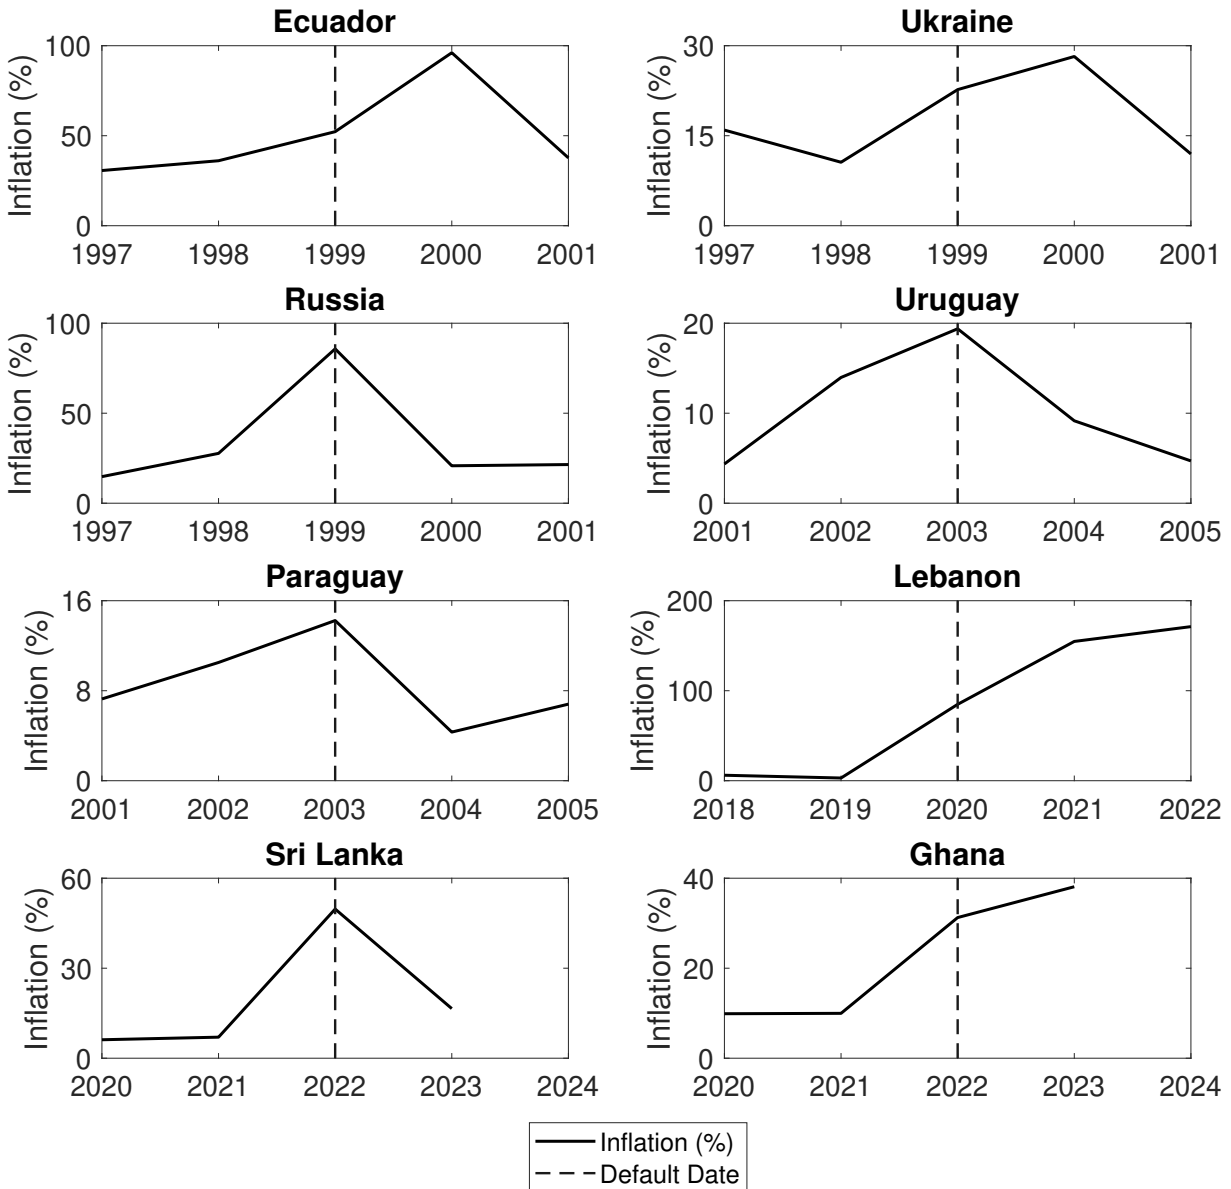 Ecuador
Inflation (%)
100
50
0
1997 1998 1999 2000 2001
Ukraine
Inflation (%)
30
15
0
1997 1998 1999 2000 2001
Russia
Inflation (%)
100
50
0
1997 1998 1999 2000 2001
Uruguay
Inflation (%)
20
10
0
2001 2002 2003 2004 2005
Paraguay
Inflation (%)
16
8
0
2001 2002 2003 2004 2005
Lebanon
Inflation (%)
200
100
0
2018 2019 2020 2021 2022
Sri Lanka
Inflation (%)
60
30
0
2020 2021 2022 2023 2024
Ghana
Inflation (%)
40
20
0
2020 2021 2022 2023 2024
Inflation (%)
Default Date